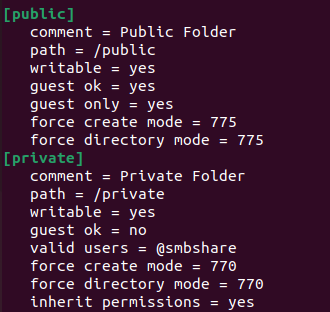 [public]
comment = Public Folder
path = /public
writable = yes
guest ok = yes
guest only = yes
force create mode = 775
force directory mode = 775
[private]
comment = Private Folder
path = /private
writable = yes
guest ok = no
valid users = @smbshare
force create mode = 770
force directory mode = 770
inherit permissions = yes